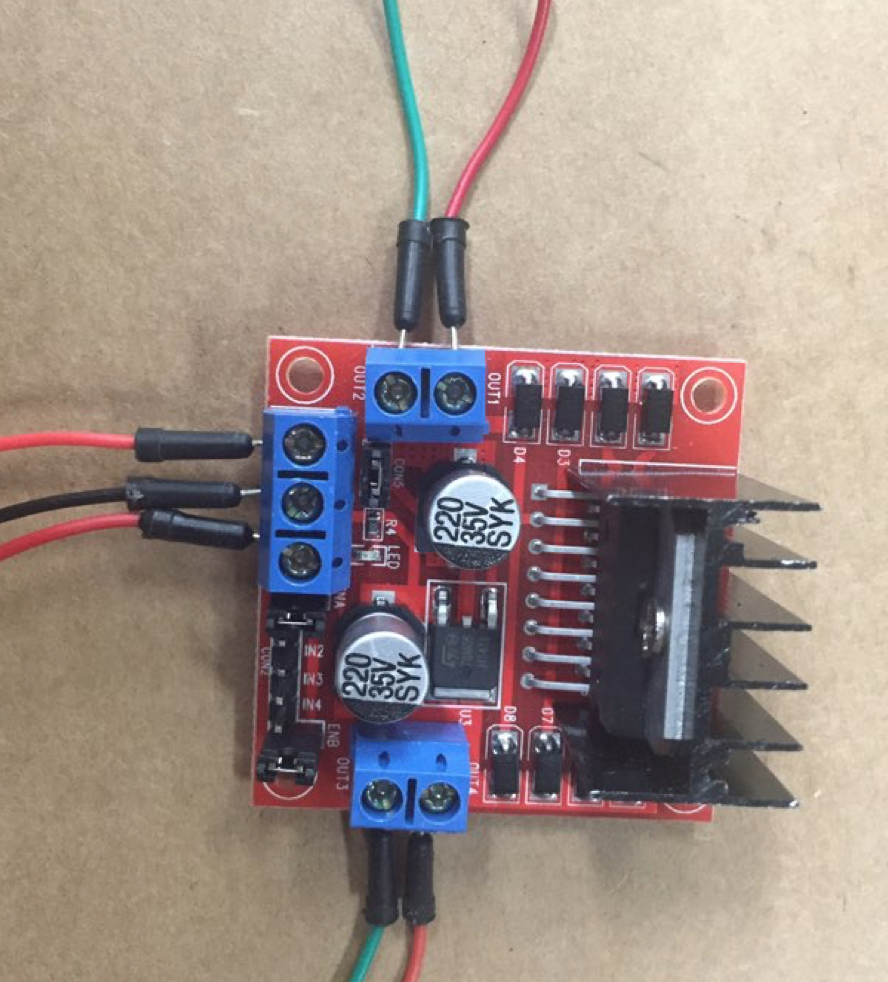 OUT2
OUT1
D4
D3
CON5
220
35V
SYK
R4
LED
CON2
IN2
IN3
IN4
220
35V
SYK
U3
D8
D7
ENB
OUT3
OUT4